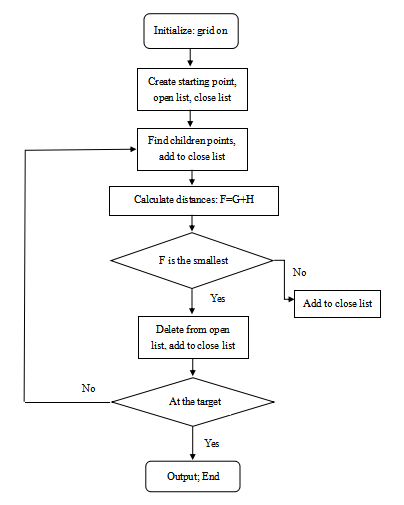 Initialize: grid on
Create starting point,
open list, close list
Find children points,
add to close list
Calculate distances: F=G+H
F is the smallest
No
Add to close list
Yes
Delete from open
list, add to close list
No
At the target
Yes
Output; End